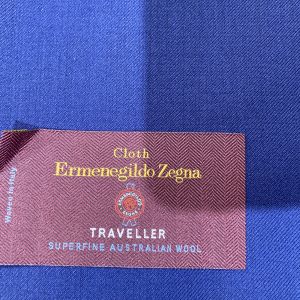 Cloth
Ermenegildo Zegna
TRAVELLER
SUPERFINE AUSTRALIAN WOOL
Woven in Italy